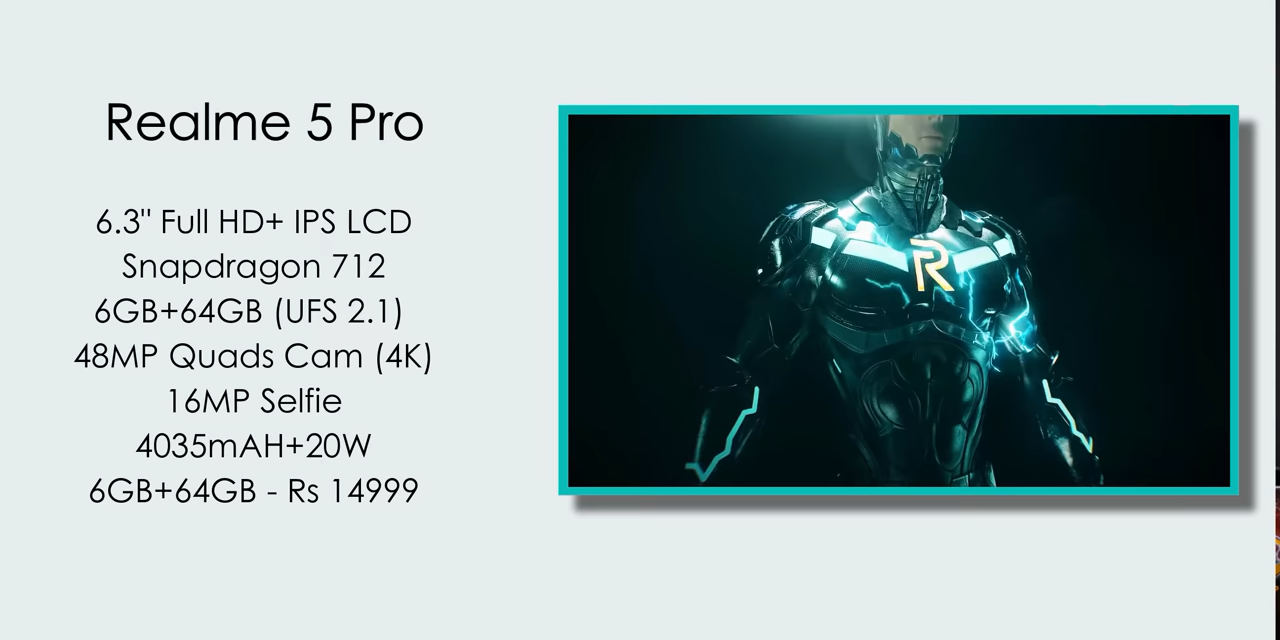 Realme 5 Pro
6.3" Full HD+ IPS LCD
Snapdragon 712
6GB+64GB (UFS 2.1)
48MP Quads Cam (4K)
16MP Selfie
4035mAH+20W
6GB+64GB - Rs 14999
R